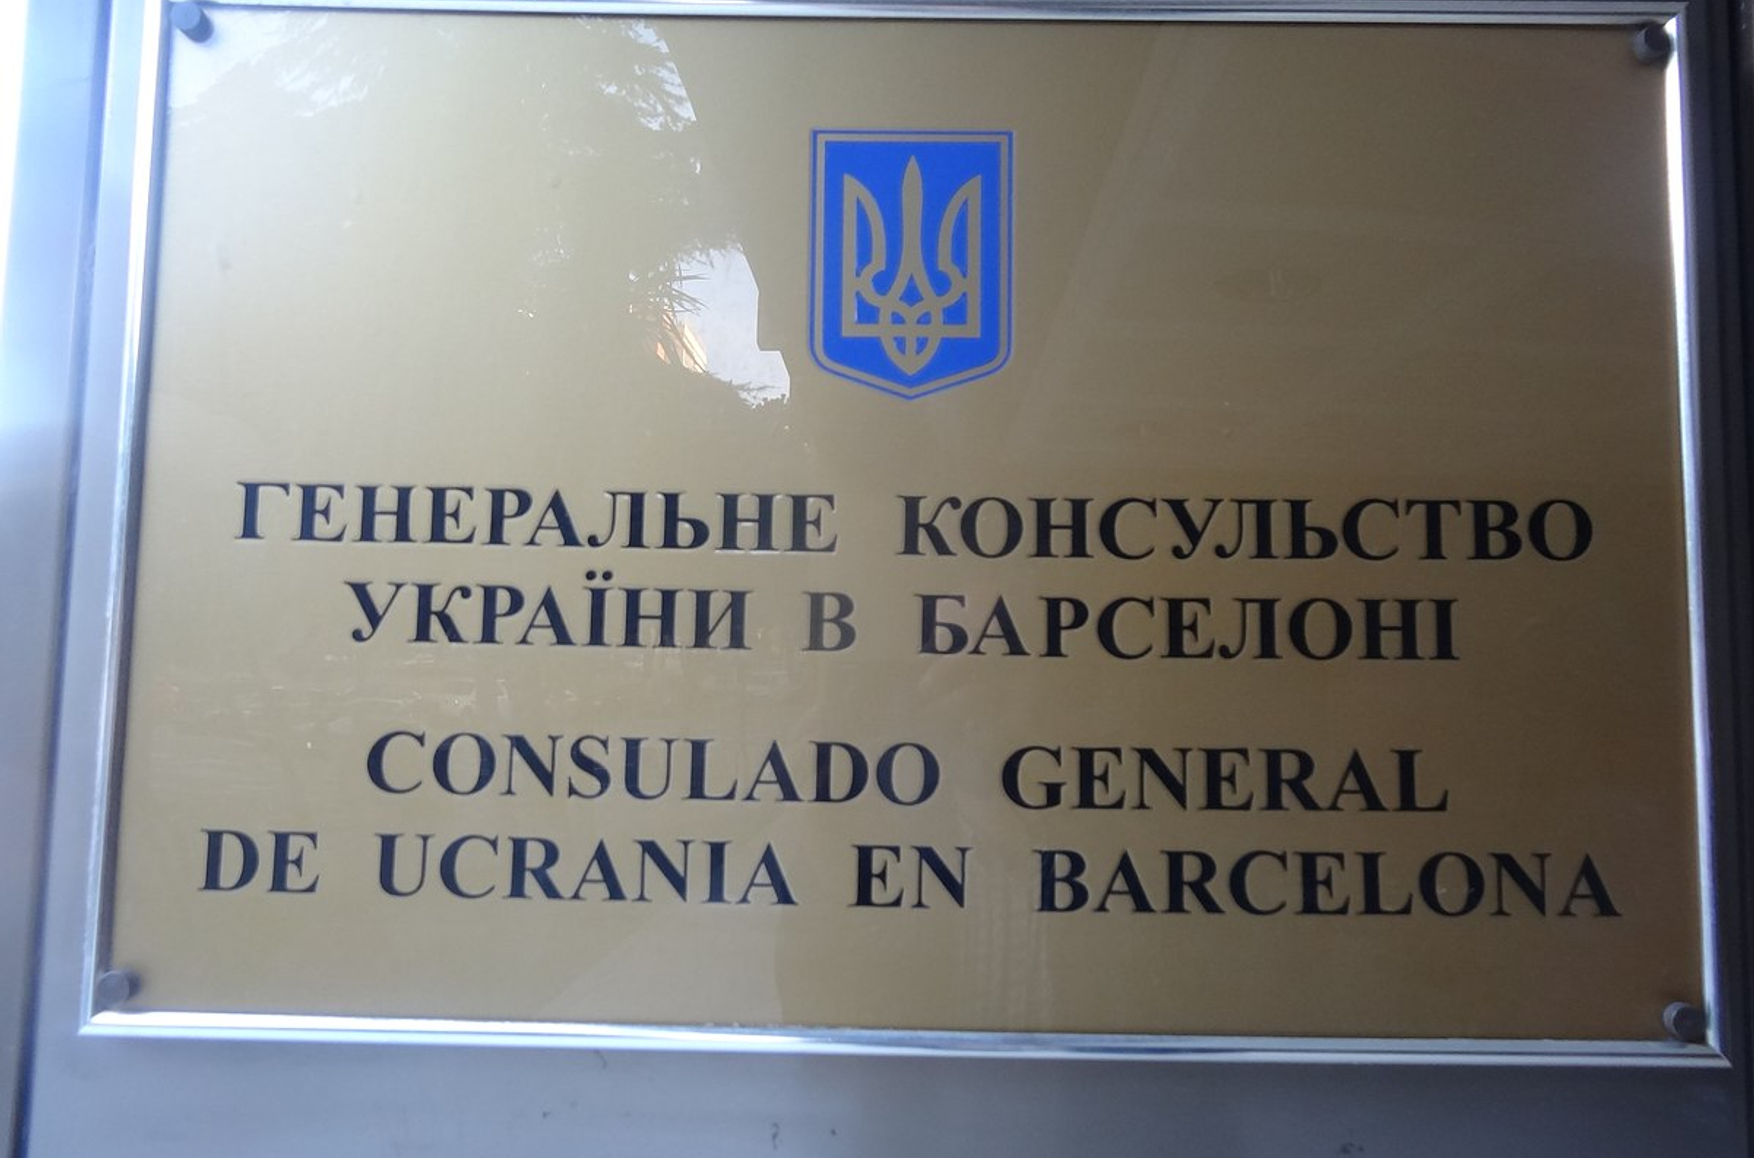 ГЕНЕРАЛЬНЕ КОНСУЛЬСТВО
УКРАЇНИ В БАРСЕЛОНІ
CONSULADO GENERAL
DE UCRANIA EN BARCELONA